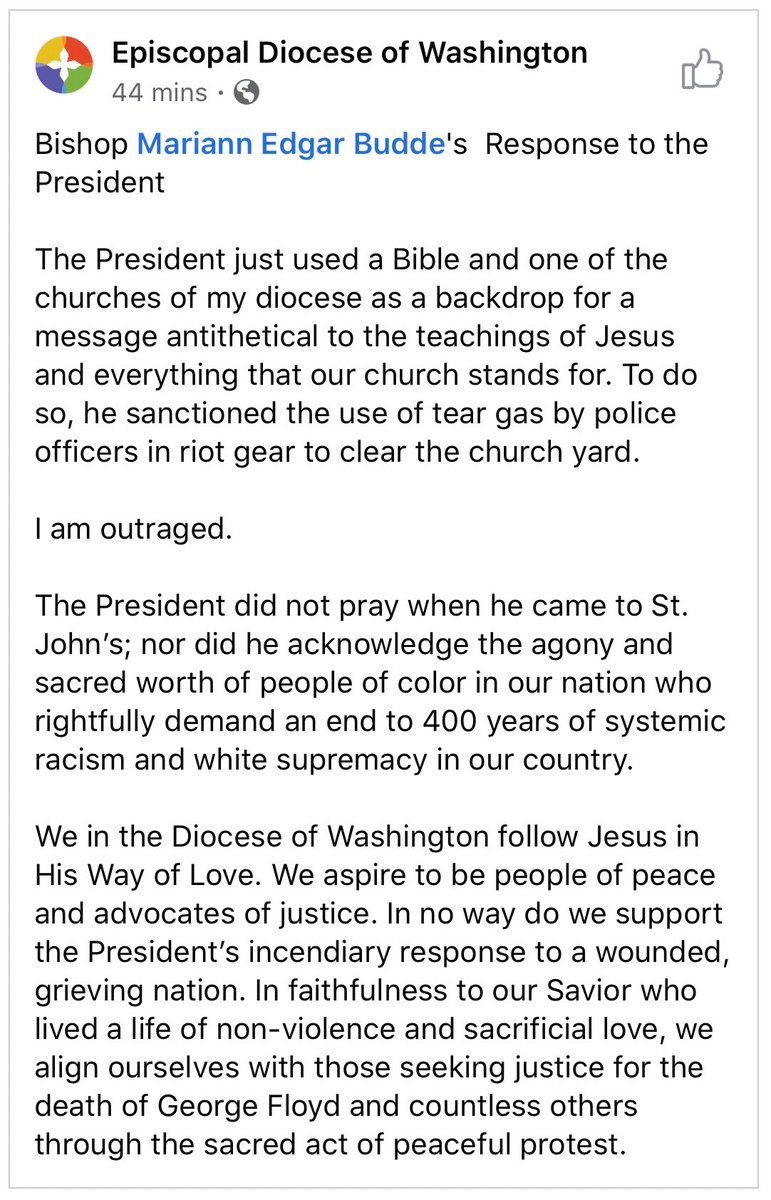 Episcopal Diocese of Washington
44 mins ·
Bishop Mariann Edgar Budde's  Response to the
President
The President just used a Bible and one of the
churches of my diocese as a backdrop for a
message antithetical to the teachings of Jesus
and everything that our church stands for. To do
so, he sanctioned the use of tear gas by police
officers in riot gear to clear the church yard.
I am outraged.
The President did not pray when he came to St.
John’s; nor did he acknowledge the agony and
sacred worth of people of color in our nation who
rightfully demand an end to 400 years of systemic
racism and white supremacy in our country.
We in the Diocese of Washington follow Jesus in
His Way of Love. We aspire to be people of peace
and advocates of justice. In no way do we support
the President’s incendiary response to a wounded,
grieving nation. In faithfulness to our Savior who
lived a life of non-violence and sacrificial love, we
align ourselves with those seeking justice for the
death of George Floyd and countless others
through the sacred act of peaceful protest.